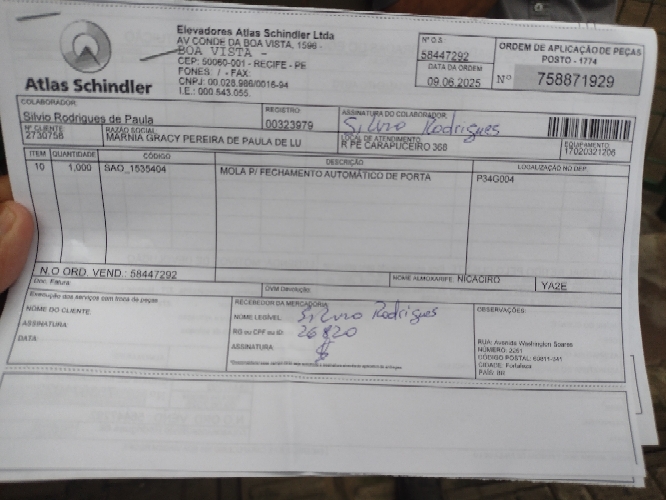 Atlas Schindler
Elevadores Atlas Schindler Ltda
AV CONDE DA BOA VISTA, 1596 -
BOA VISTA -
CEP: 50060-001 - RECIFE - PE
FONES: / - FAX:
CNPJ: 00.028.986/0016-94
I.E.: 000.543.055.
Nº O.S.
58447292
DATA DA ORDEM
09.06.2025
ORDEM DE APLICAÇÃO DE PEÇAS
POSTO - 1774
Nº 758871929
COLABORADOR:
Silvio Rodrigues de Paula
REGISTRO
00323979
ASSINATURA DO COLABORADOR
Silvio Rodrigues
Nº CLIENTE
2730758
RAZÃO SOCIAL
MARNIA GRACY PEREIRA DE PAULA DE LU
LOCAL DE ATENDIMENTO
R PE CARAPUCEIRO 368
EQUIPAMENTO
17020321206
ITEM QUANTIDADE CÓDIGO DESCRIÇÃO LOCALIZAÇÃO NO DEP.
10 1,000 SAO_1535404 MOLA P/ FECHAMENTO AUTOMÁTICO DE PORTA P34G004
N.O ORD. VEND.: 58447292
NOME ALMOXARIFE: NICACIRO YA2E
Doc. Fatura:
OVM Devolução:
Execução dos serviços com troca de peças
NOME DO CLIENTE:
ASSINATURA:
DATA:
RECEBEDOR DA MERCADORIA
NOME LEGÍVEL: Silvio Rodrigues
RG ou CPF ou ID: 26820
ASSINATURA
OBSERVAÇÕES:
RUA: Avenida Washington Soares
NÚMERO: 2051
CÓDIGO POSTAL: 60811-341
CIDADE: Fortaleza
PAÍS: BR